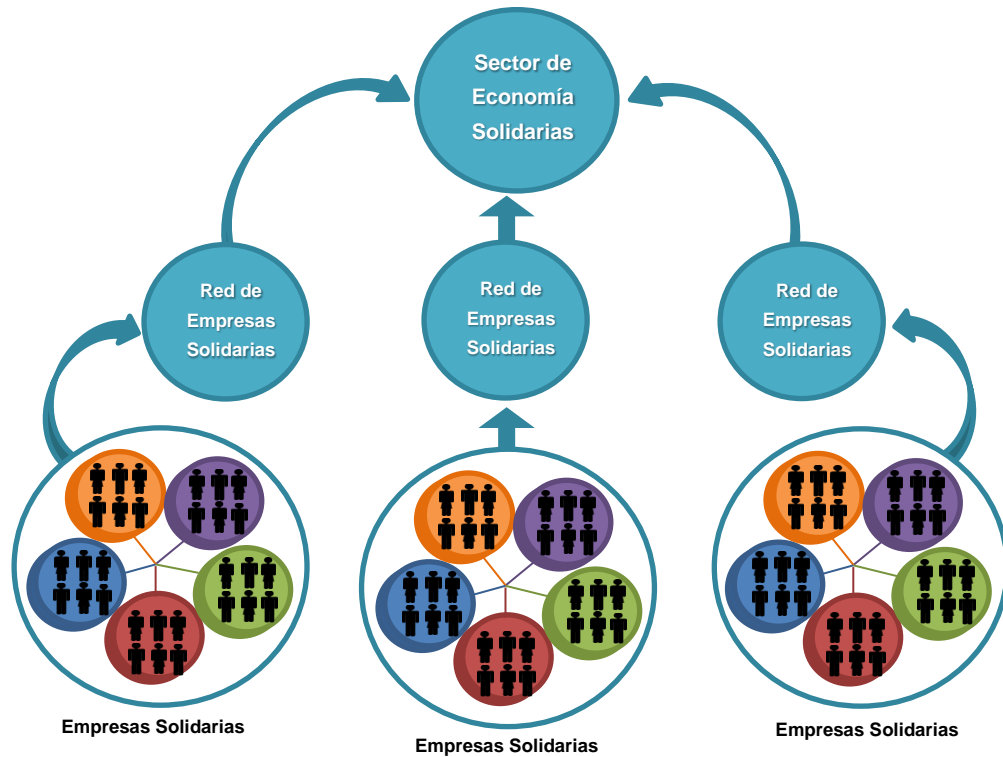 Sector de
Economía
Solidarias
Red de
Empresas
Solidarias
Red de
Empresas
Solidarias
Red de
Empresas
Solidarias
Empresas Solidarias
Empresas Solidarias
Empresas Solidarias